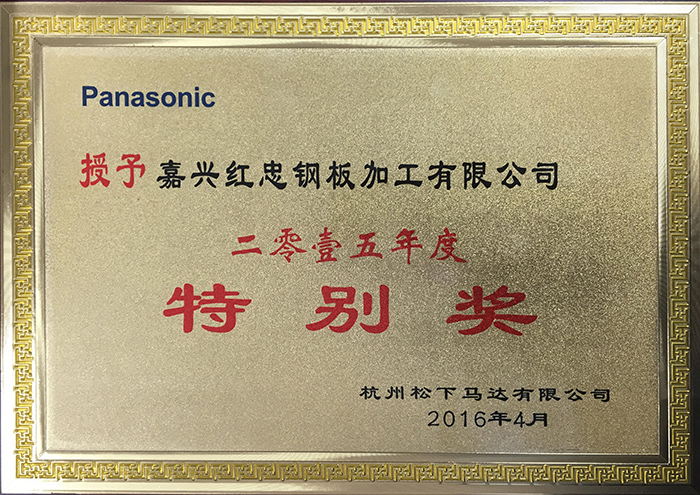 Panasonic
授予 嘉兴红忠钢板加工有限公司
二零壹五年度
特别奖
杭州松下马达有限公司
2016年4月